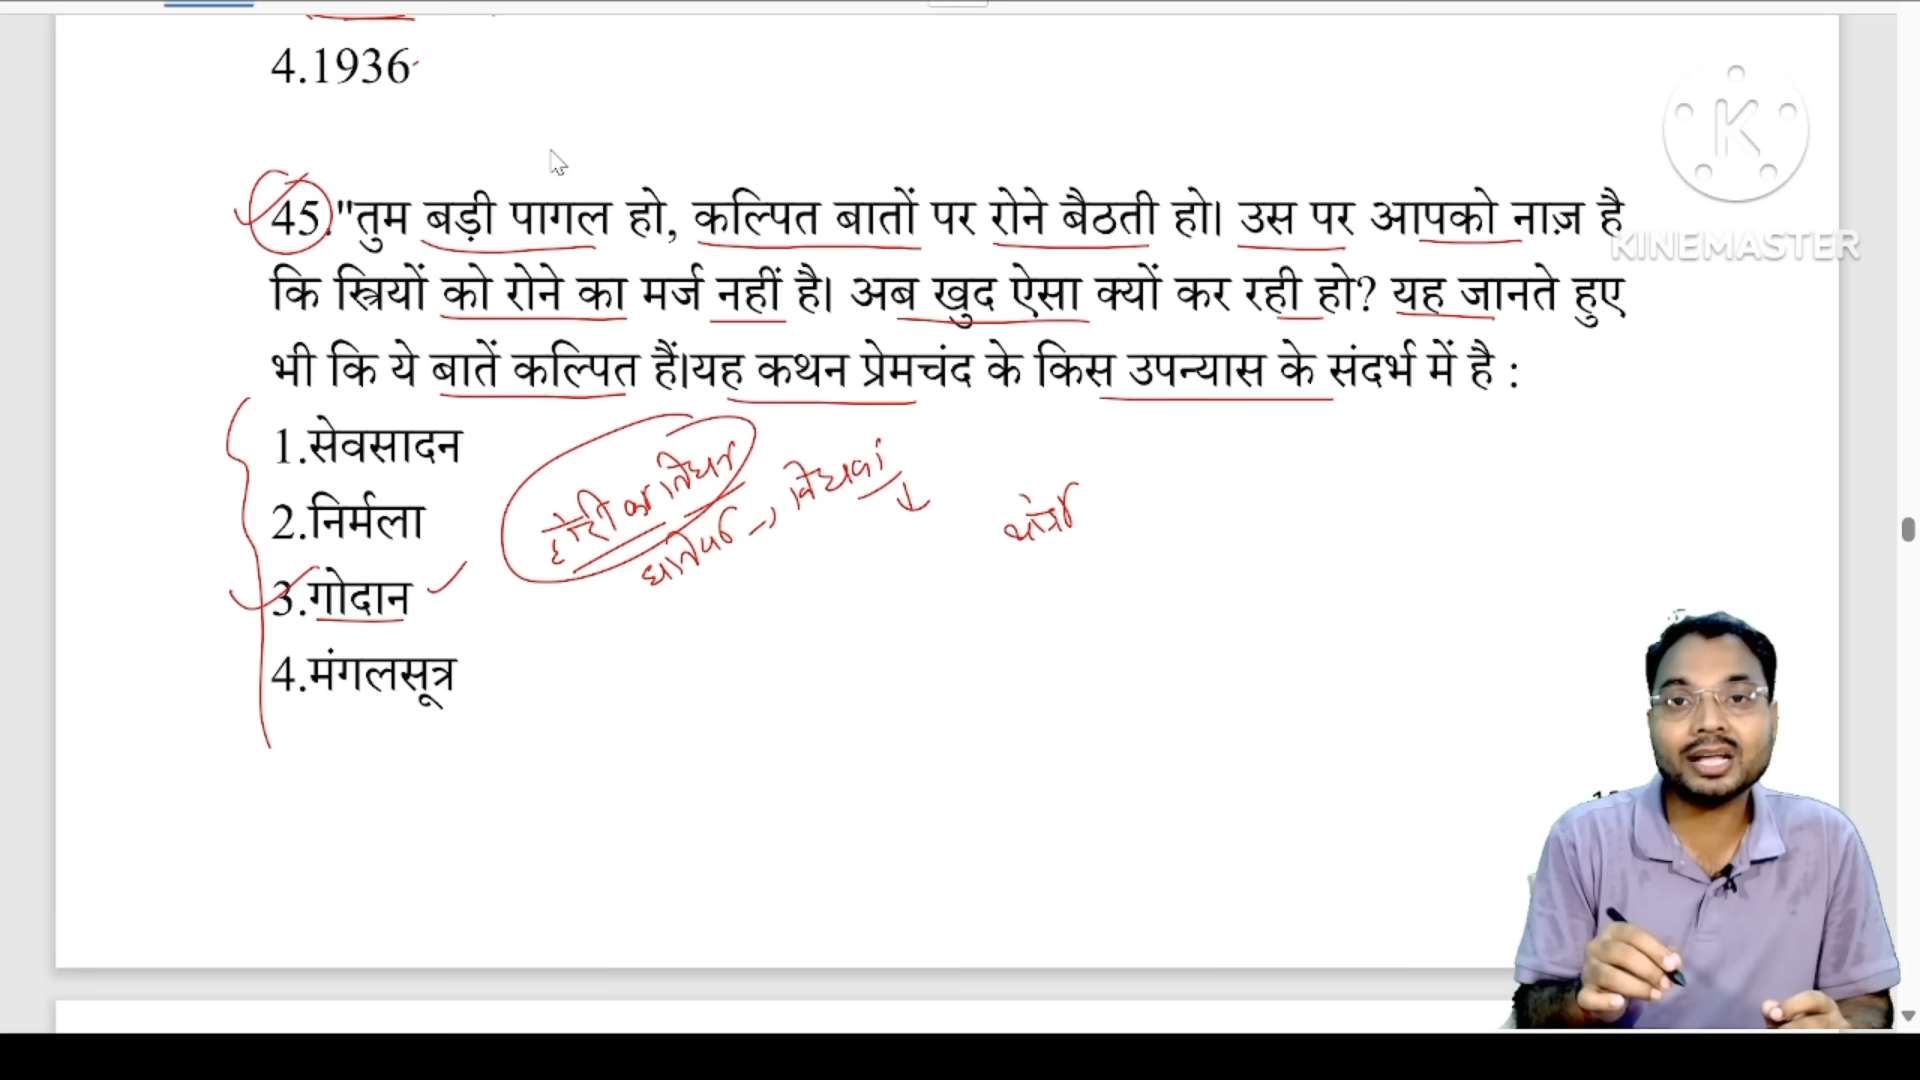 4.1936
45."तुम बड़ी पागल हो, कल्पित बातों पर रोने बैठती हो। उस पर आपको नाज़ है
कि स्त्रियों को रोने का मर्ज नहीं है। अब खुद ऐसा क्यों कर रही हो? यह जानते हुए
भी कि ये बातें कल्पित हैं।यह कथन प्रेमचंद के किस उपन्यास के संदर्भ में है :
1.सेवसादन
2.निर्मला
3.गोदान
4.मंगलसूत्र
होरी का निधन
K
KINEMASTER